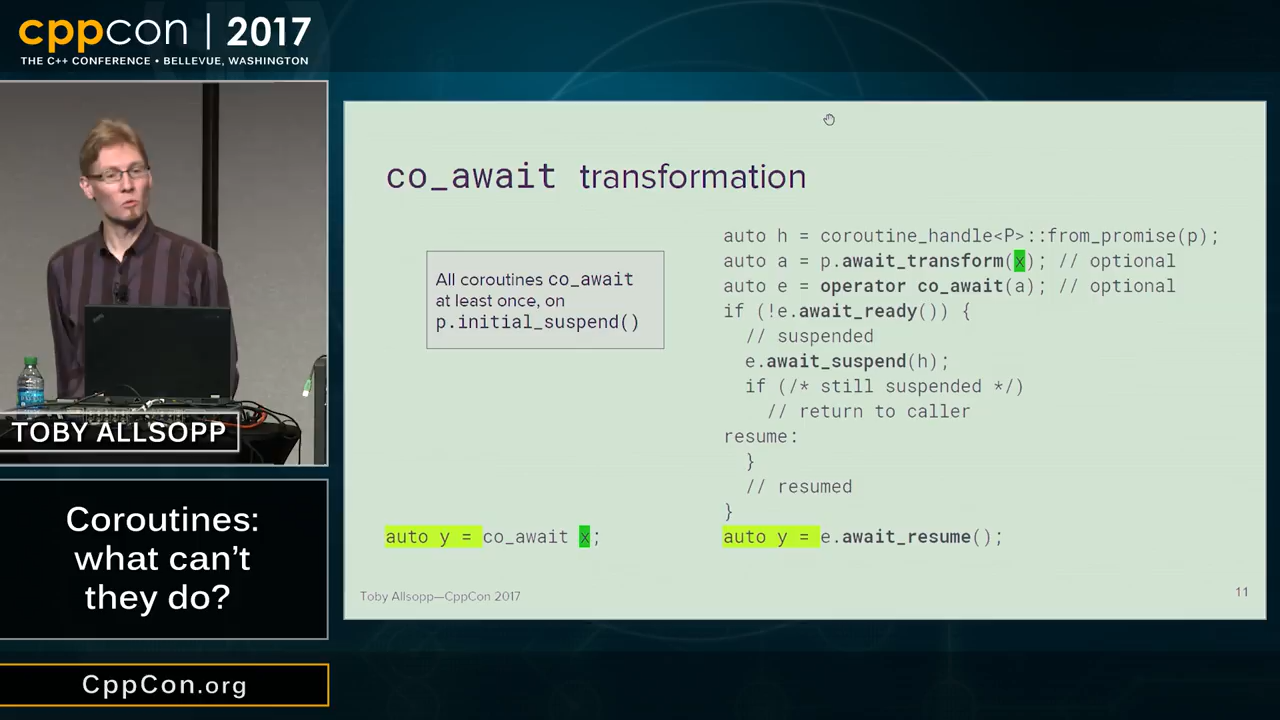 cppcon | 2017
THE C++ CONFERENCE • BELLEVUE, WASHINGTON
TOBY ALLSOPP
Coroutines:
what can't
they do?
CppCon.org
co_await transformation
All coroutines co_await
at least once, on
p.initial_suspend()
auto y = co_await x;
auto h = coroutine_handle<P>::from_promise(p);
auto a = p.await_transform(x); // optional
auto e = operator co_await(a); // optional
if (!e.await_ready()) {
// suspended
e.await_suspend(h);
if (/* still suspended */)
// return to caller
resume:
}
// resumed
}
auto y = e.await_resume();
Toby Allsopp—CppCon 2017
11